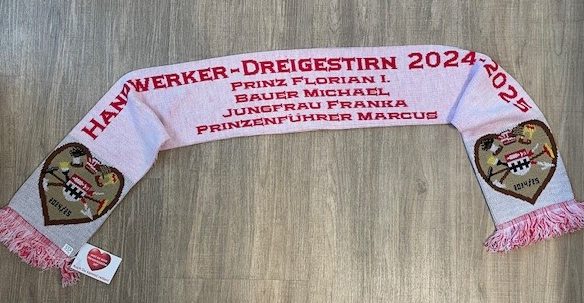 HANDWERKER-DREIGESTIRN 2024-2025
PRINZ FLORIAN I.
BAUER MICHAEL
JUNGFRAU FRANKA
PRINZENFÜHRER MARCUS